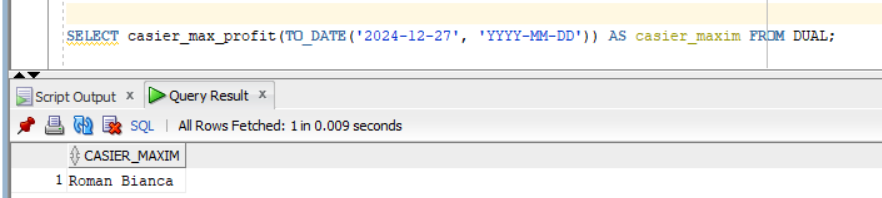 SELECT casier_max_profit(TO_DATE('2024-12-27', 'YYYY-MM-DD')) AS casier_maxim FROM DUAL;
Script Output x Query Result x
SQL | All Rows Fetched: 1 in 0.009 seconds
CASIER_MAXIM
1 Roman Bianca